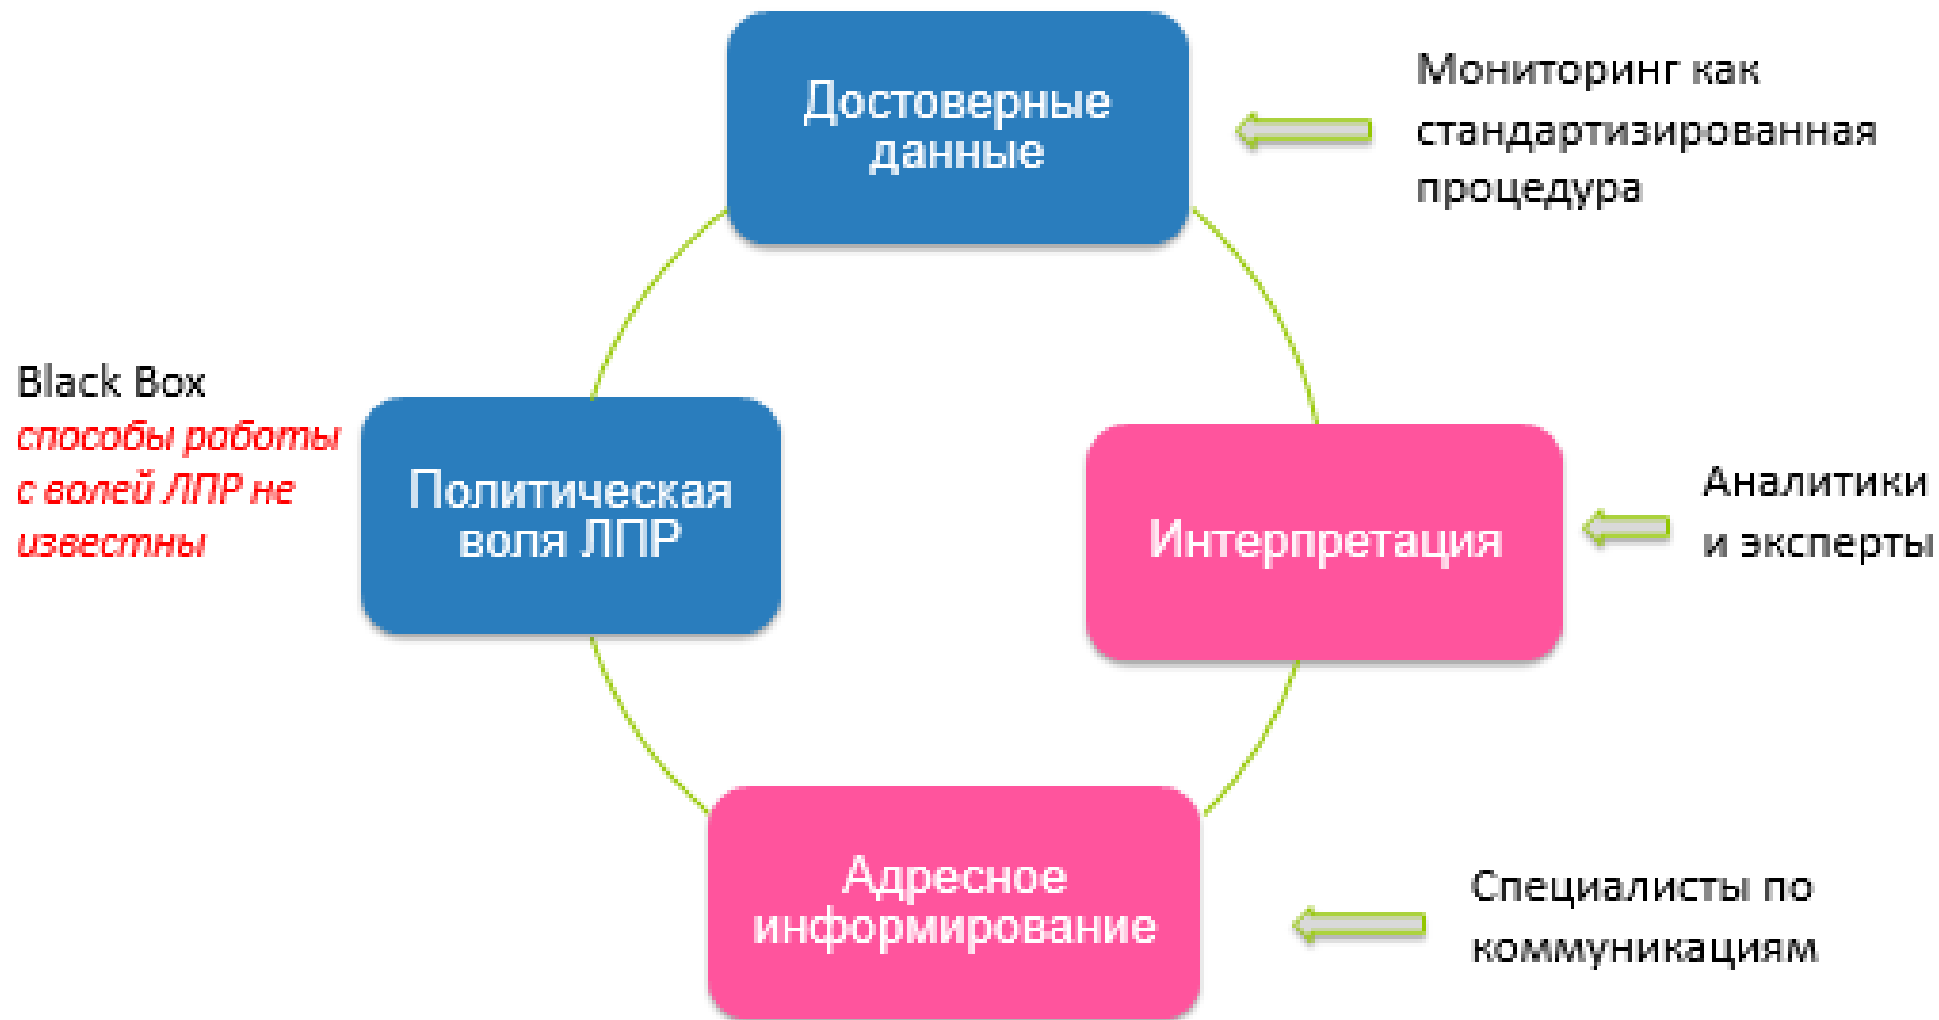 Достоверные
данные
Мониторинг как
стандартизированная
процедура
Black Box
способы работы
с волей ЛПР не
известны
Политическая
воля ЛПР
Интерпретация
Аналитики
и эксперты
Адресное
информирование
Специалисты по
коммуникациям